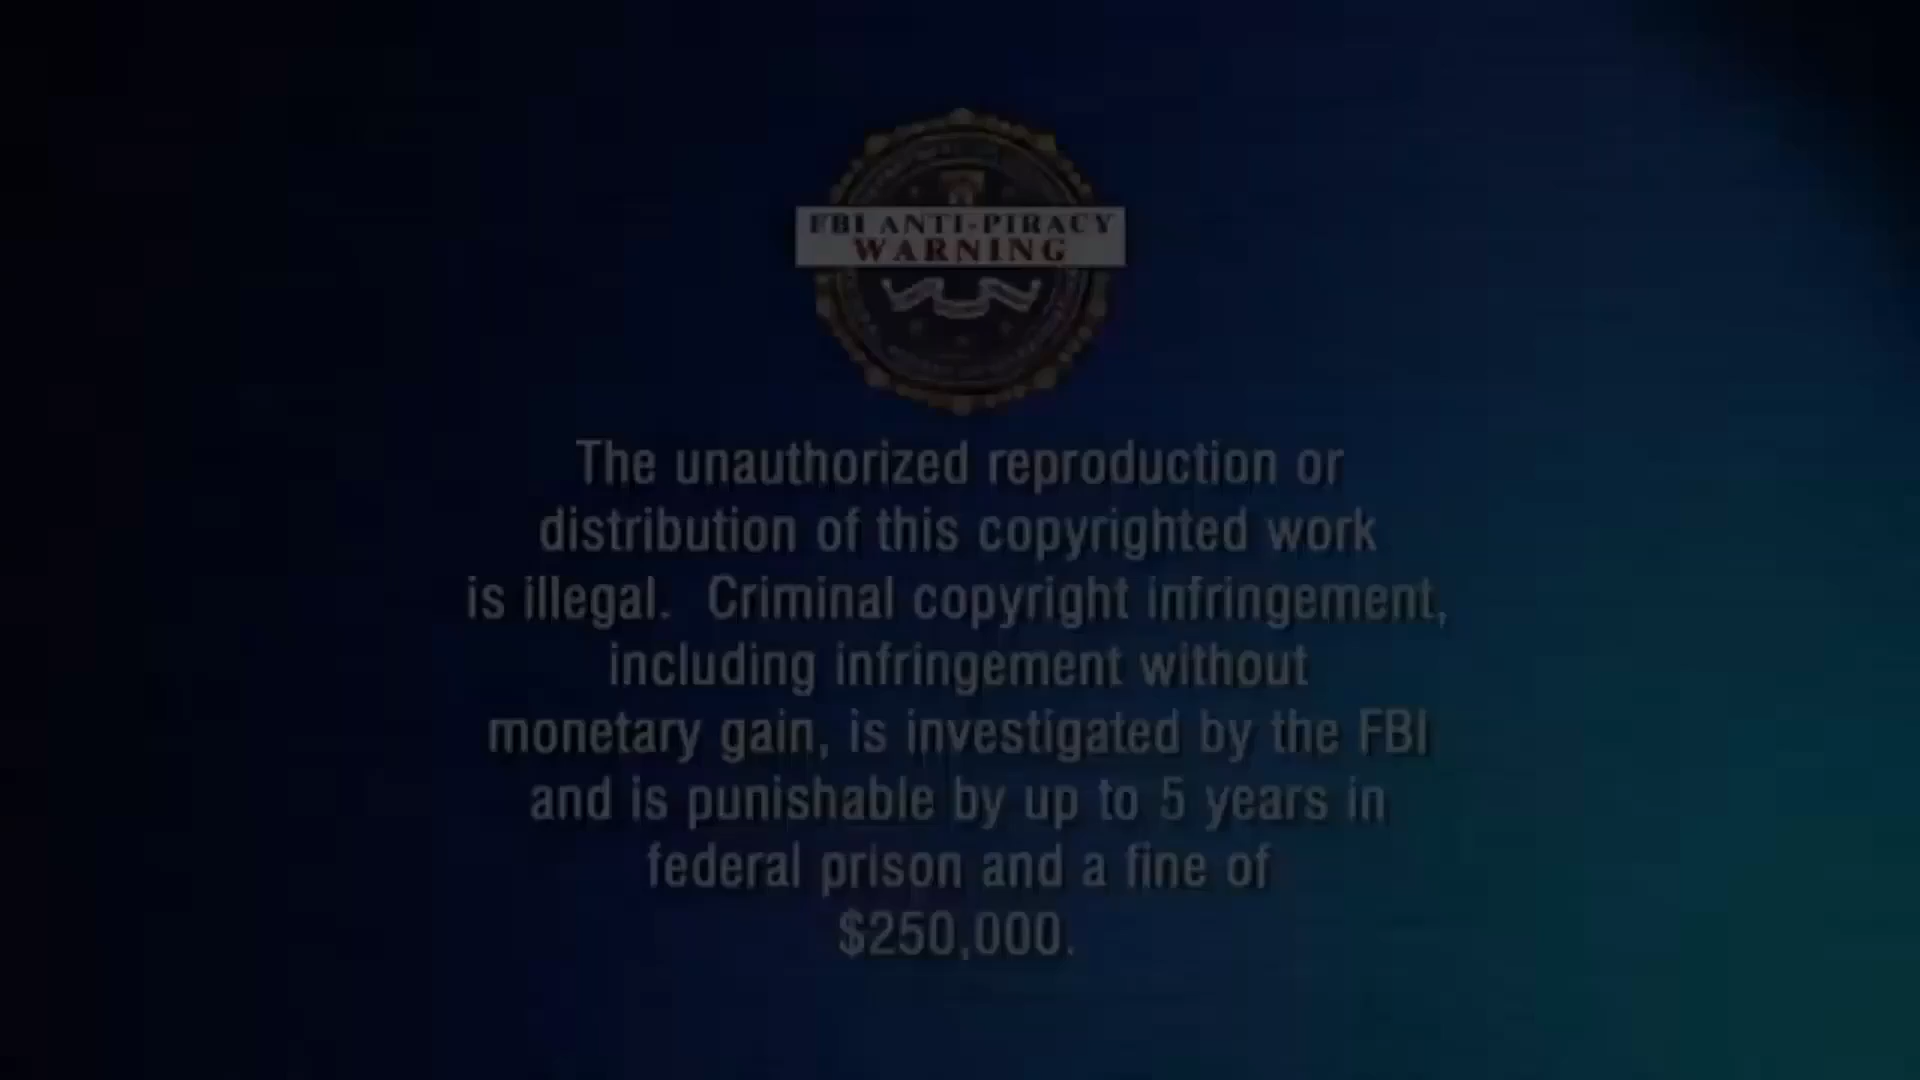 FBI ANTI-PIRACY
WARNING
The unauthorized reproduction or
distribution of this copyrighted work
is illegal.  Criminal copyright infringement,
including infringement without
monetary gain, is investigated by the FBI
and is punishable by up to 5 years in
federal prison and a fine of
$250,000.